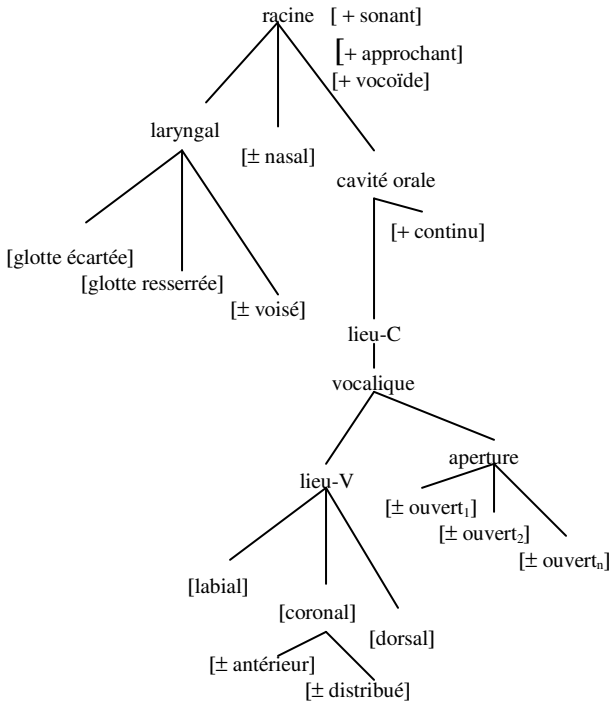 racine [ + sonant]
[+ approchant]
[+ vocoïde]
laryngal
[± nasal]
cavité orale
[+ continu]
[glotte écartée]
[glotte resserrée]
[± voisé]
lieu-C
vocalique
aperture
lieu-V
[± ouvert₁]
[± ouvert₂]
[± ouvertₙ]
[labial]
[coronal]
[dorsal]
[± antérieur]
[± distribué]